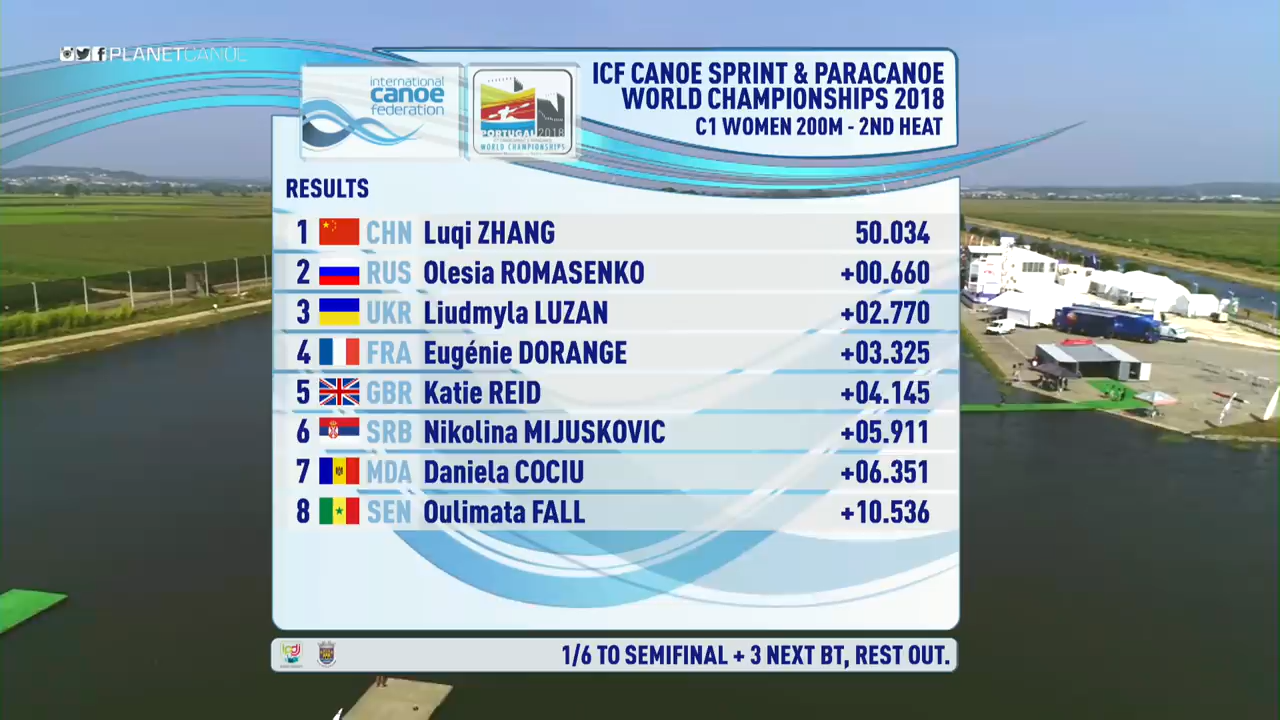 PLANETCANOE
international
canoe
federation
PORTUGAL 2018
WORLD CHAMPIONSHIPS
ICF CANOE SPRINT & PARACANOE
WORLD CHAMPIONSHIPS 2018
C1 WOMEN 200M - 2ND HEAT
RESULTS
1 CHN Luqi ZHANG 50.034
2 RUS Olesia ROMASENKO +00.660
3 UKR Liudmyla LUZAN +02.770
4 FRA Eugénie DORANGE +03.325
5 GBR Katie REID +04.145
6 SRB Nikolina MIJUSKOVIC +05.911
7 MDA Daniela COCIU +06.351
8 SEN Oulimata FALL +10.536
1/6 TO SEMIFINAL + 3 NEXT BT, REST OUT.